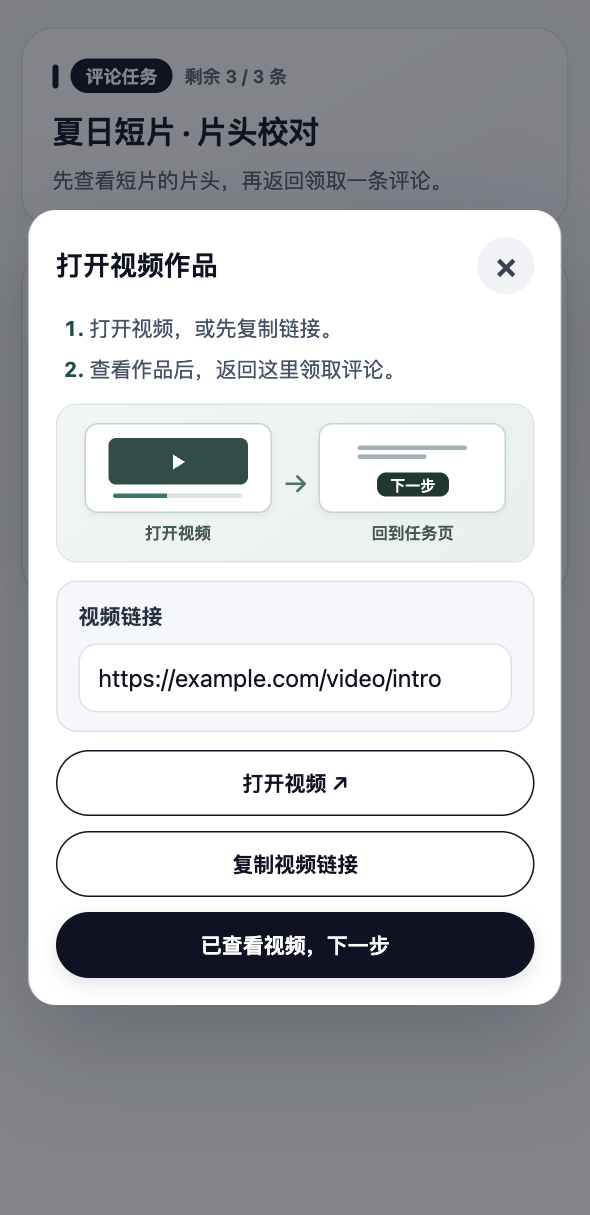 评论任务 剩余 3 / 3 条
夏日短片 · 片头校对
先查看短片的片头，再返回领取一条评论。
打开视频作品
1. 打开视频，或先复制链接。
2. 查看作品后，返回这里领取评论。
下一步
打开视频 回到任务页
视频链接
https://example.com/video/intro
打开视频 ↗
复制视频链接
已查看视频，下一步